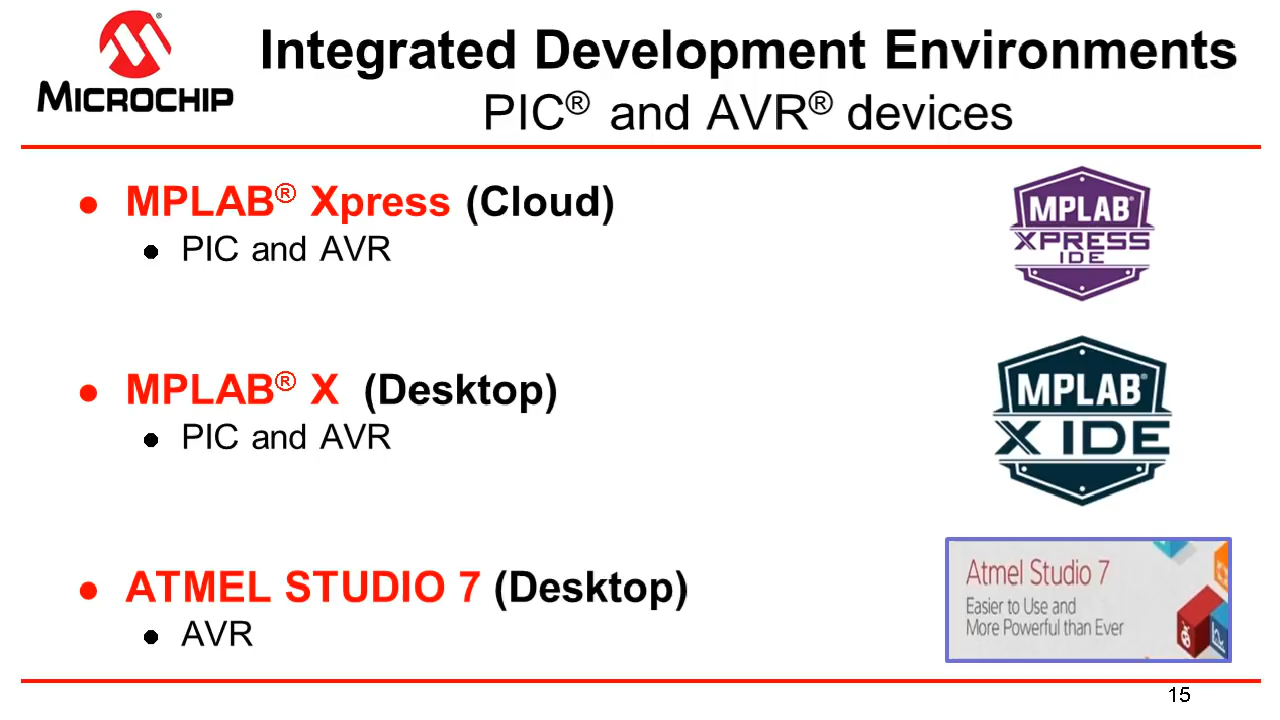 MICROCHIP
Integrated Development Environments
PIC® and AVR® devices
● MPLAB® Xpress (Cloud)
● PIC and AVR
MPLAB®
XPRESS
IDE
● MPLAB® X (Desktop)
● PIC and AVR
MPLAB®
X IDE
● ATMEL STUDIO 7 (Desktop)
● AVR
Atmel Studio 7
Easier to Use and
More Powerful than Ever
15